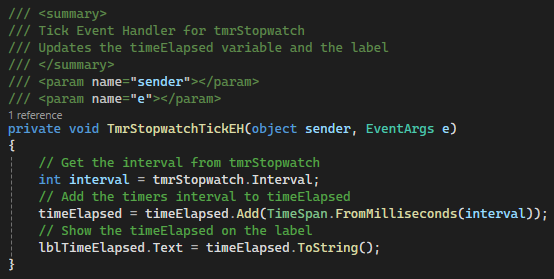 /// <summary>
/// Tick Event Handler for tmrStopwatch
/// Updates the timeElapsed variable and the label
/// </summary>
/// <param name="sender"></param>
/// <param name="e"></param>
1 reference
private void TmrStopwatchTickEH(object sender, EventArgs e)
{
    // Get the interval from tmrStopwatch
    int interval = tmrStopwatch.Interval;
    // Add the timers interval to timeElapsed
    timeElapsed = timeElapsed.Add(TimeSpan.FromMilliseconds(interval));
    // Show the timeElapsed on the label
    lblTimeElapsed.Text = timeElapsed.ToString();
}